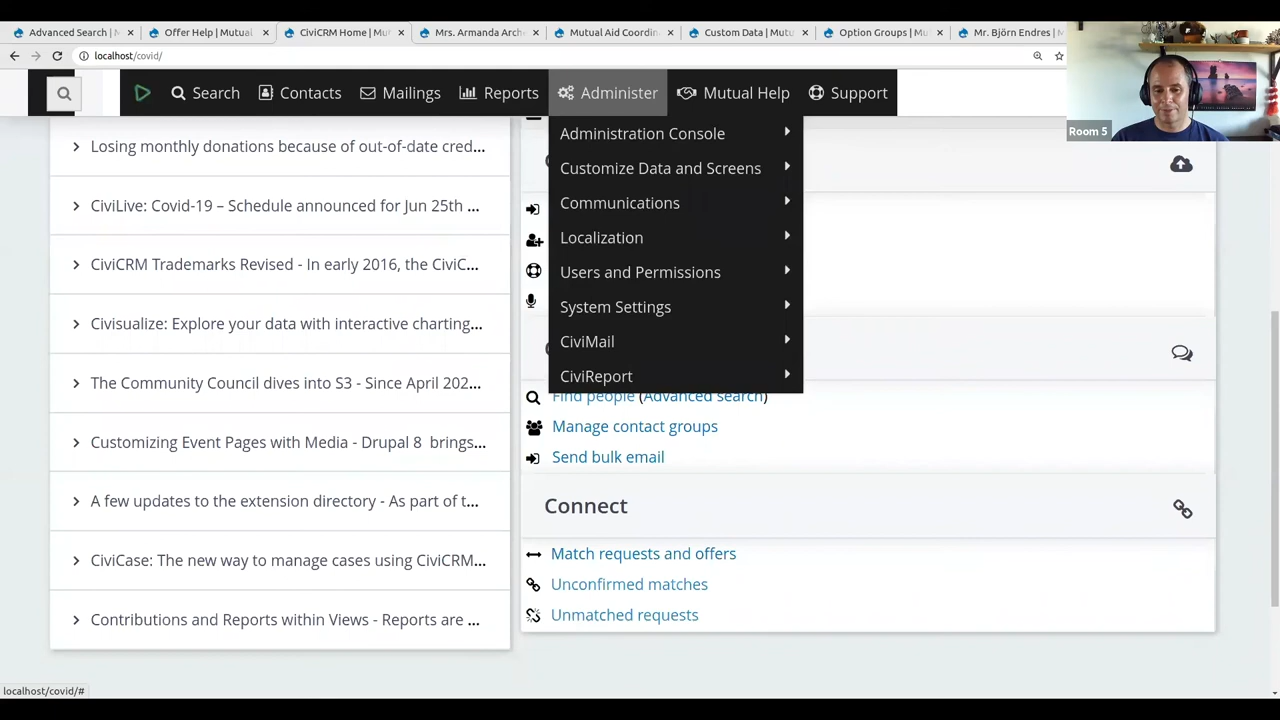 Advanced Search | M
Offer Help | Mutual
CiviCRM Home | Mu
Mrs. Armanda Arch
Mutual Aid Coordin
Custom Data | Mutu
Option Groups | Mu
Mr. Björn Endres | M
localhost/covid/
Search
Contacts
Mailings
Reports
Administer
Mutual Help
Support
Room 5
Administration Console
Customize Data and Screens
Communications
Localization
Users and Permissions
System Settings
CiviMail
CiviReport
Losing monthly donations because of out-of-date cred...
CiviLive: Covid-19 – Schedule announced for Jun 25th ...
CiviCRM Trademarks Revised - In early 2016, the CiviC...
Civisualize: Explore your data with interactive charting...
The Community Council dives into S3 - Since April 202...
Customizing Event Pages with Media - Drupal 8 brings...
A few updates to the extension directory - As part of t...
CiviCase: The new way to manage cases using CiviCRM...
Contributions and Reports within Views - Reports are ...
Find people (Advanced search)
Manage contact groups
Send bulk email
Connect
Match requests and offers
Unconfirmed matches
Unmatched requests
localhost/covid/#